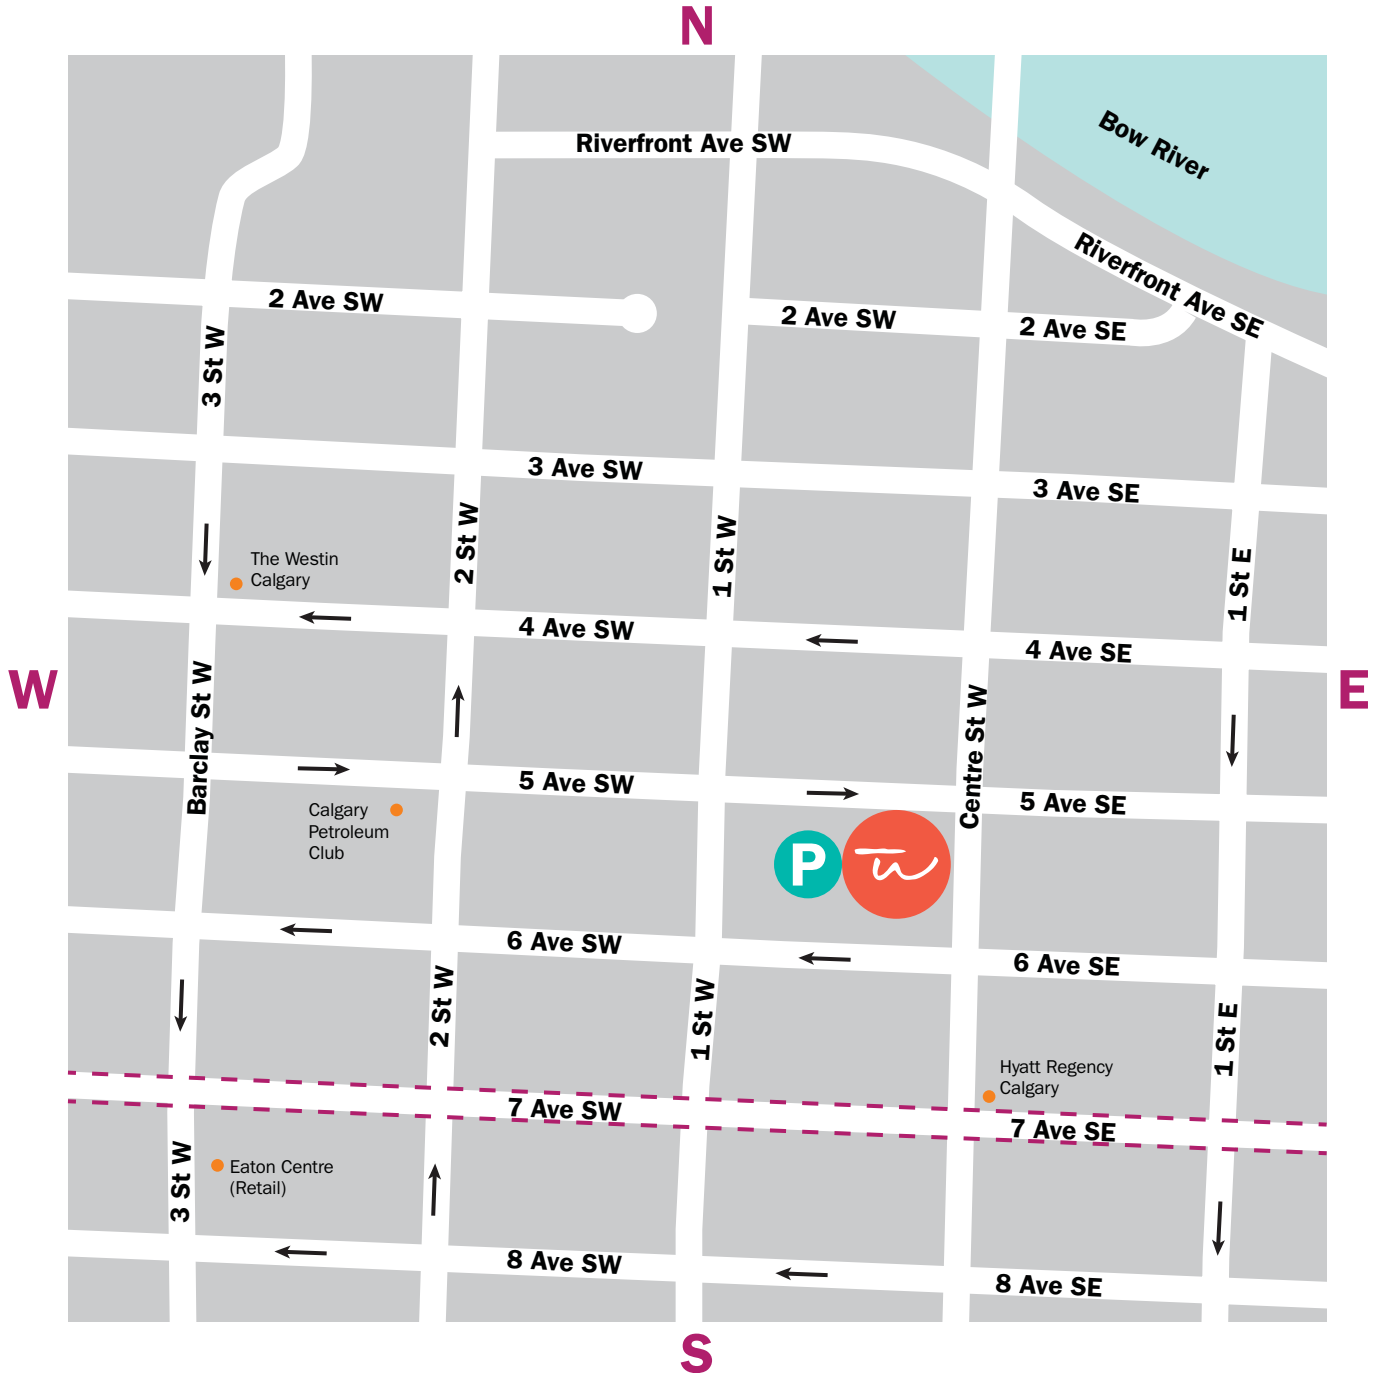 N
Bow River
Riverfront Ave SW
Riverfront Ave SE
2 Ave SW
2 Ave SW
2 Ave SE
3 St W
3 Ave SW
3 Ave SE
2 St W
1 St W
1 St E
The Westin
Calgary
4 Ave SW
4 Ave SE
W
E
Barclay St W
Centre St W
5 Ave SW
5 Ave SE
Calgary
Petroleum
Club
P
6 Ave SW
6 Ave SE
2 St W
1 St W
1 St E
Hyatt Regency
Calgary
7 Ave SW
7 Ave SE
3 St W
Eaton Centre
(Retail)
8 Ave SW
8 Ave SE
S